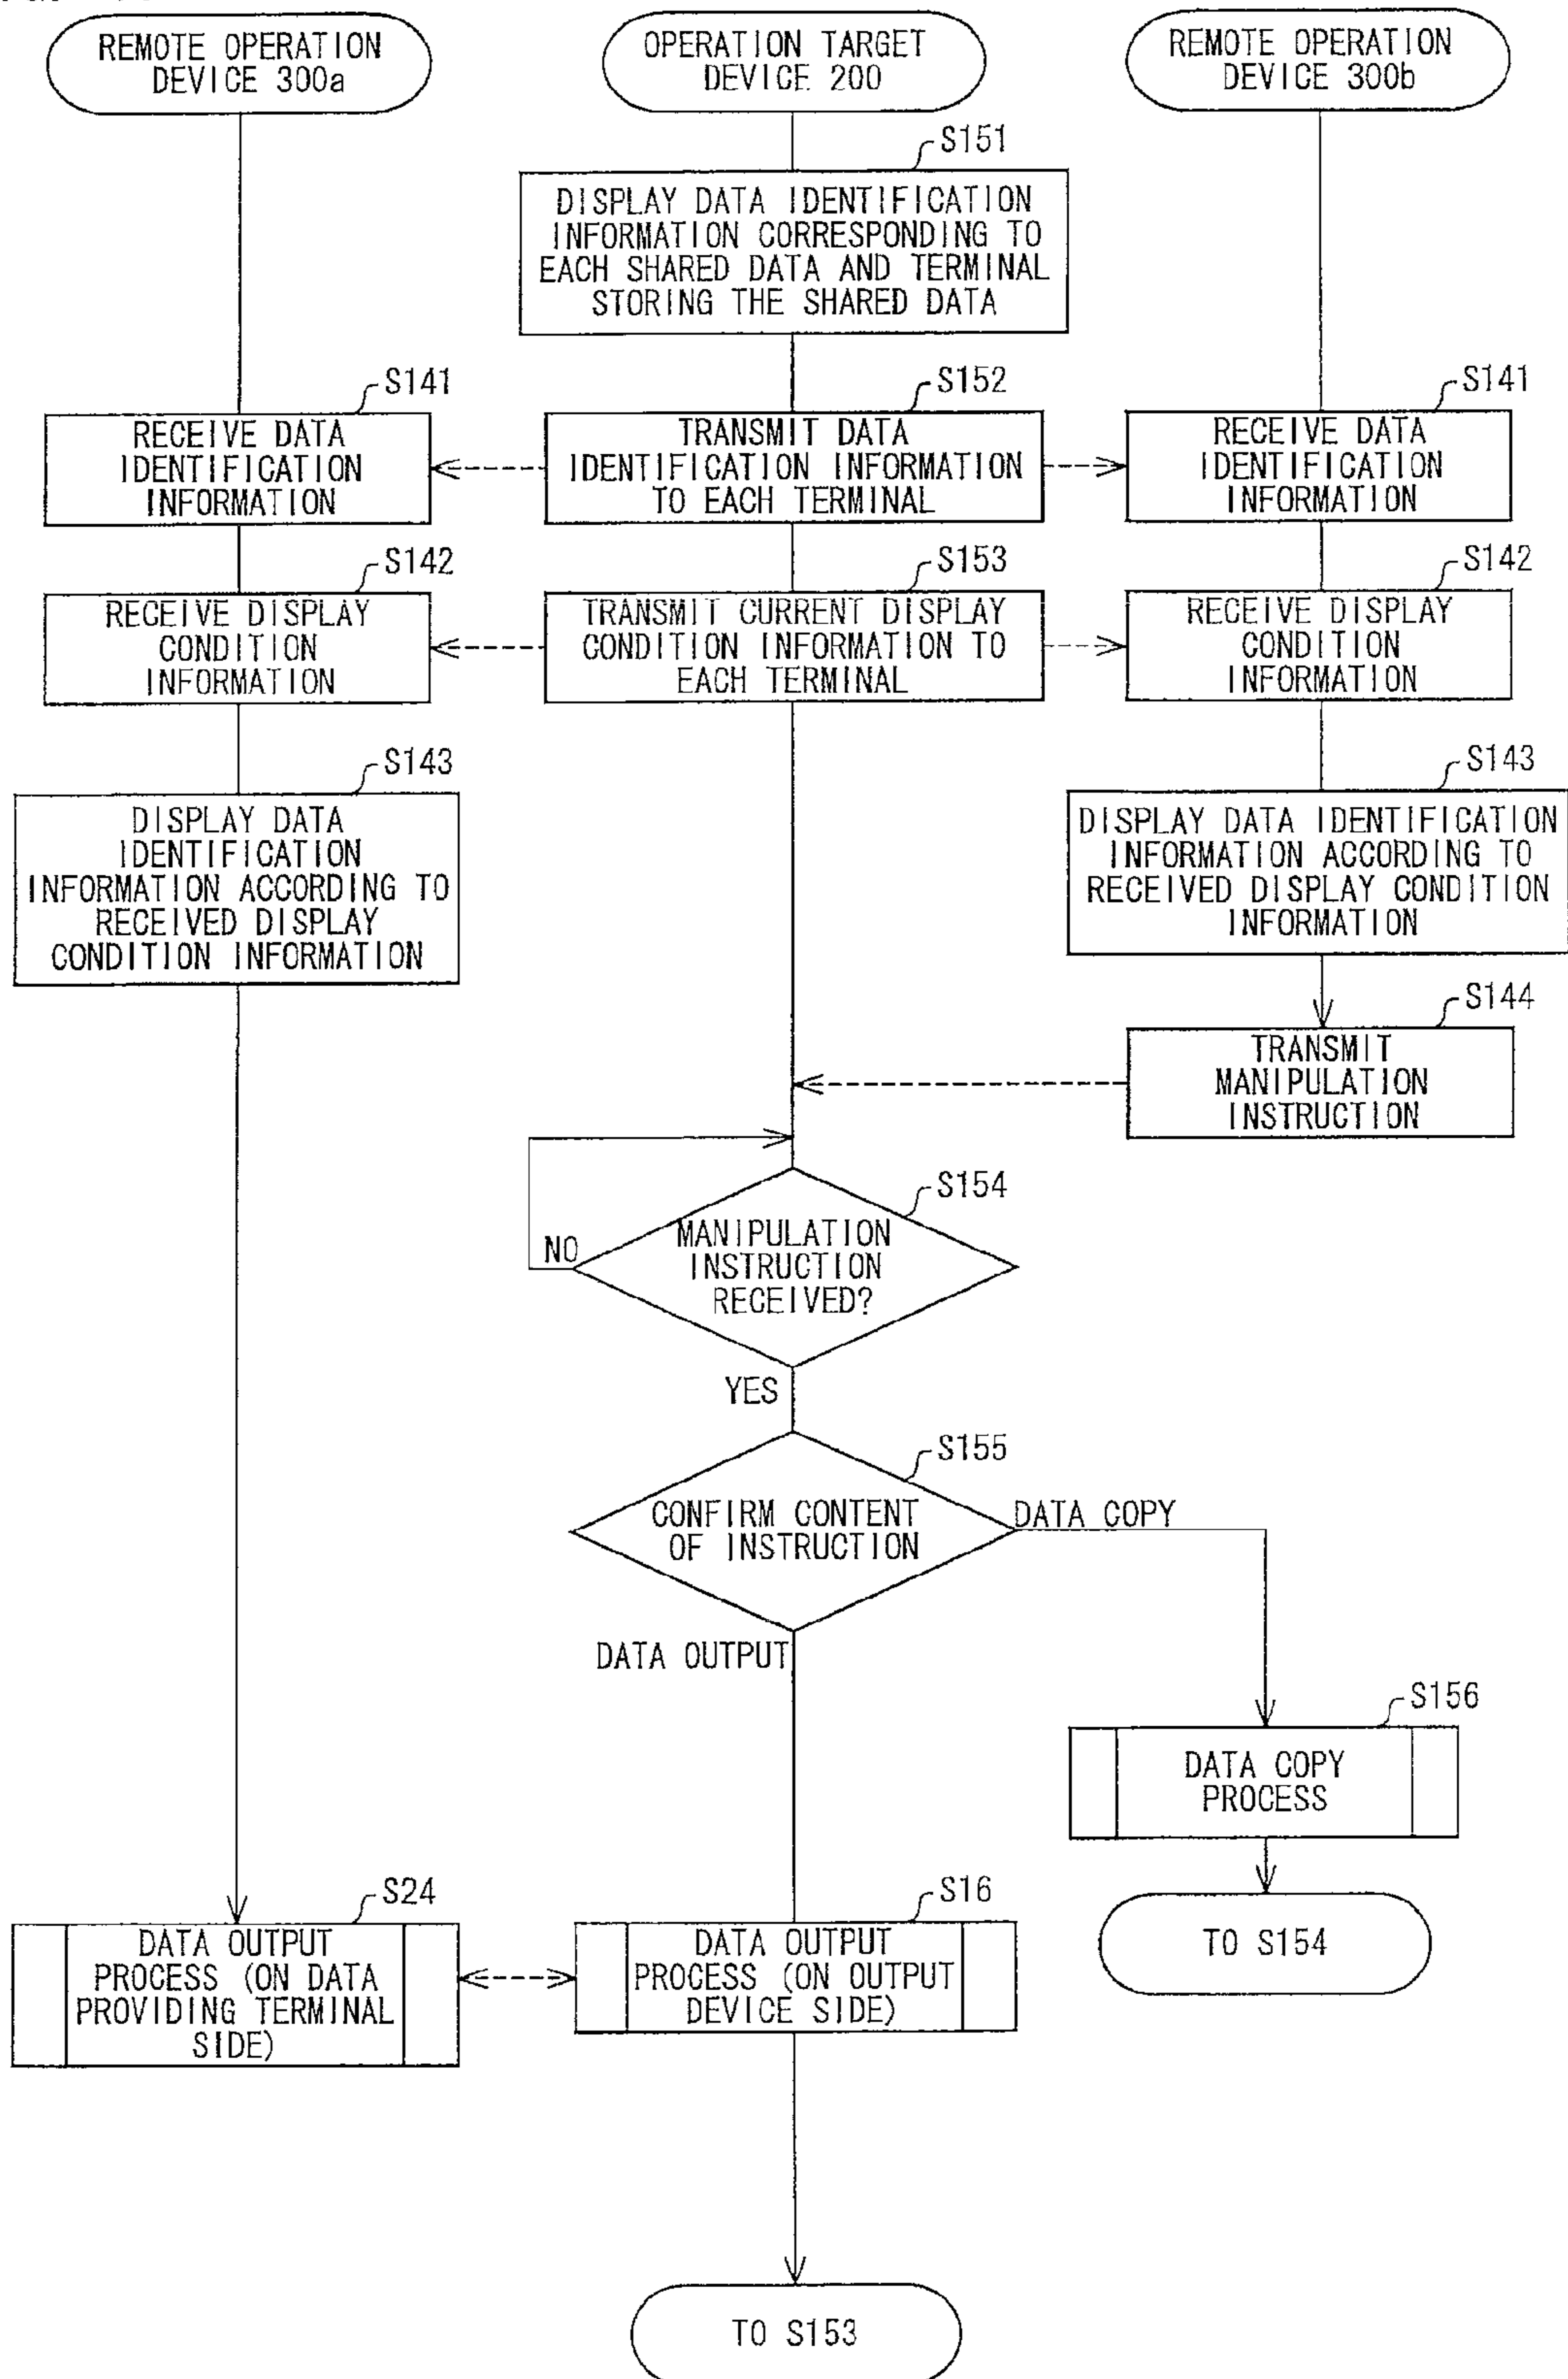 REMOTE OPERATION
DEVICE 300a
OPERATION TARGET
DEVICE 200
REMOTE OPERATION
DEVICE 300b
S151
DISPLAY DATA IDENTIFICATION
INFORMATION CORRESPONDING TO
EACH SHARED DATA AND TERMINAL
STORING THE SHARED DATA
S141
RECEIVE DATA
IDENTIFICATION
INFORMATION
S152
TRANSMIT DATA
IDENTIFICATION INFORMATION
TO EACH TERMINAL
S141
RECEIVE DATA
IDENTIFICATION
INFORMATION
S142
RECEIVE DISPLAY
CONDITION
INFORMATION
S153
TRANSMIT CURRENT DISPLAY
CONDITION INFORMATION TO
EACH TERMINAL
S142
RECEIVE DISPLAY
CONDITION
INFORMATION
S143
DISPLAY DATA
IDENTIFICATION
INFORMATION ACCORDING TO
RECEIVED DISPLAY
CONDITION INFORMATION
S143
DISPLAY DATA IDENTIFICATION
INFORMATION ACCORDING TO
RECEIVED DISPLAY CONDITION
INFORMATION
S144
TRANSMIT
MANIPULATION
INSTRUCTION
S154
MANIPULATION
INSTRUCTION
RECEIVED?
NO
YES
S155
CONFIRM CONTENT
OF INSTRUCTION
DATA COPY
DATA OUTPUT
S156
DATA COPY
PROCESS
TO S154
S24
DATA OUTPUT
PROCESS (ON DATA
PROVIDING TERMINAL
SIDE)
S16
DATA OUTPUT
PROCESS (ON OUTPUT
DEVICE SIDE)
TO S153